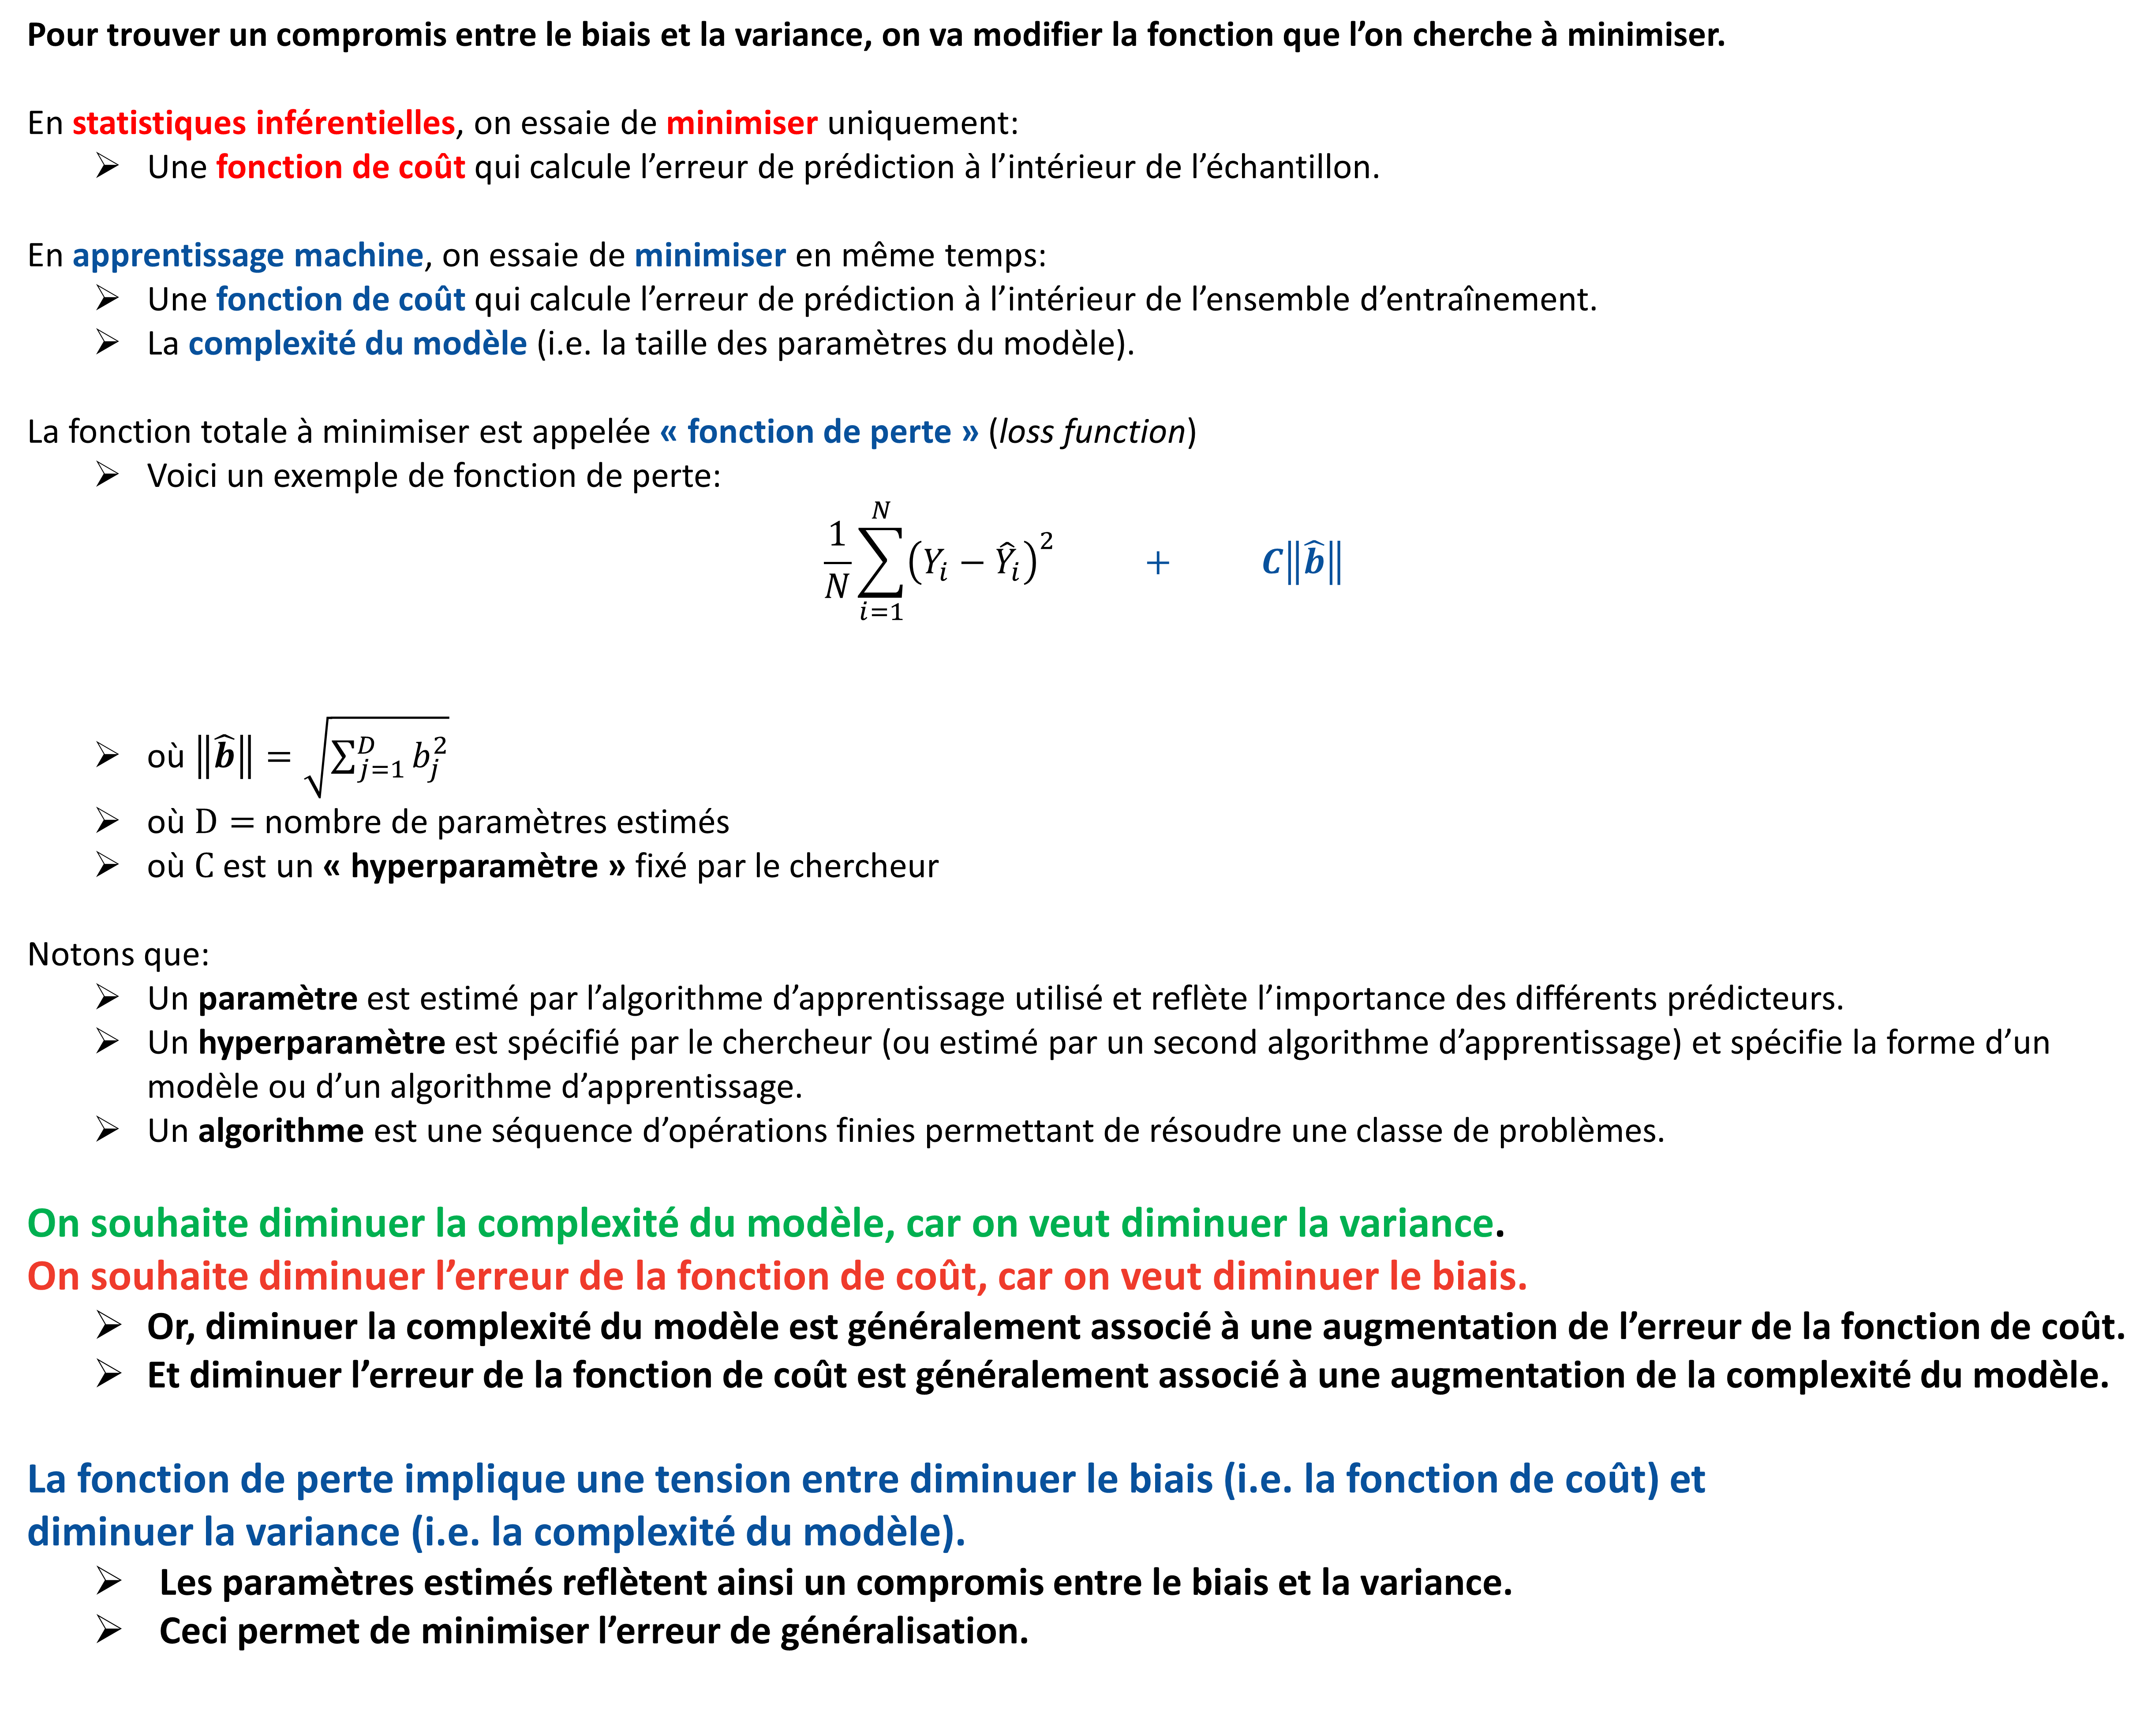 Pour trouver un compromis entre le biais et la variance, on va modifier la fonction que l’on cherche à minimiser.
En statistiques inférentielles, on essaie de minimiser uniquement:
➢ Une fonction de coût qui calcule l’erreur de prédiction à l’intérieur de l’échantillon.
En apprentissage machine, on essaie de minimiser en même temps:
➢ Une fonction de coût qui calcule l’erreur de prédiction à l’intérieur de l’ensemble d’entraînement.
➢ La complexité du modèle (i.e. la taille des paramètres du modèle).
La fonction totale à minimiser est appelée « fonction de perte » (loss function)
➢ Voici un exemple de fonction de perte:
$\frac{1}{N}\sum_{i=1}^{N}(Y_i - \hat{Y}_i)^2 + C\|\hat{b}\|$
➢ où $\|\hat{b}\| = \sqrt{\sum_{j=1}^{D} b_j^2}$
➢ où D = nombre de paramètres estimés
➢ où C est un « hyperparamètre » fixé par le chercheur
Notons que:
➢ Un paramètre est estimé par l’algorithme d’apprentissage utilisé et reflète l’importance des différents prédicteurs.
➢ Un hyperparamètre est spécifié par le chercheur (ou estimé par un second algorithme d’apprentissage) et spécifie la forme d’un
modèle ou d’un algorithme d’apprentissage.
➢ Un algorithme est une séquence d’opérations finies permettant de résoudre une classe de problèmes.
On souhaite diminuer la complexité du modèle, car on veut diminuer la variance.
On souhaite diminuer l’erreur de la fonction de coût, car on veut diminuer le biais.
➢ Or, diminuer la complexité du modèle est généralement associé à une augmentation de l’erreur de la fonction de coût.
➢ Et diminuer l’erreur de la fonction de coût est généralement associé à une augmentation de la complexité du modèle.
La fonction de perte implique une tension entre diminuer le biais (i.e. la fonction de coût) et
diminuer la variance (i.e. la complexité du modèle).
➢ Les paramètres estimés reflètent ainsi un compromis entre le biais et la variance.
➢ Ceci permet de minimiser l’erreur de généralisation.